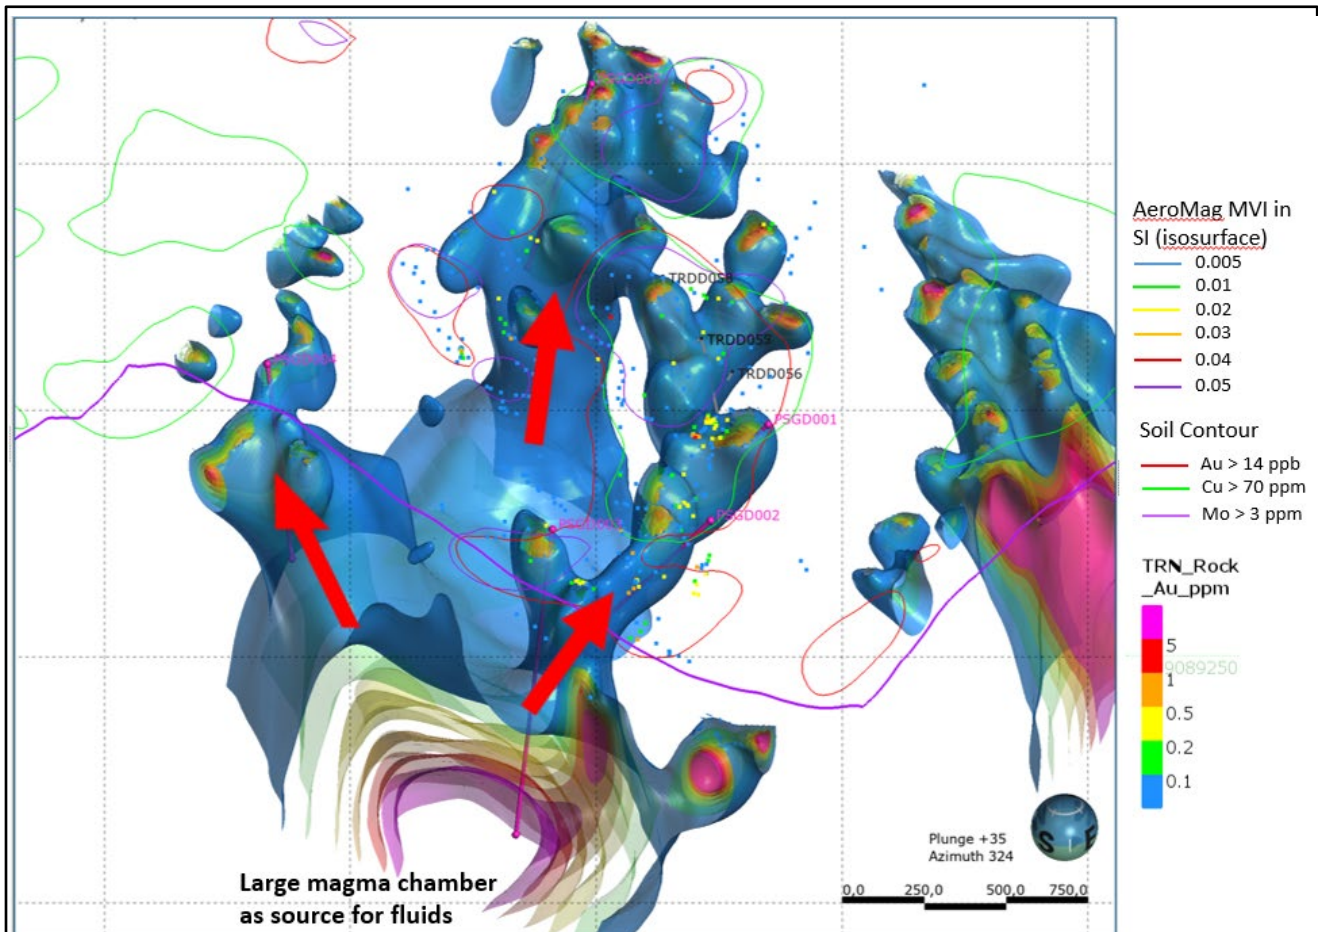 TRDD058
TRDD059
TRDD056
PSGD001
PSGD002
Large magma chamber
as source for fluids
Plunge +35
Azimuth 324
S
E
0,0 250,0 500,0 750,0
AeroMag MVI in
SI (isosurface)
0.005
0.01
0.02
0.03
0.04
0.05
Soil Contour
Au > 14 ppb
Cu > 70 ppm
Mo > 3 ppm
TRN_Rock
_Au_ppm
5
9089250
1
0.5
0.2
0.1